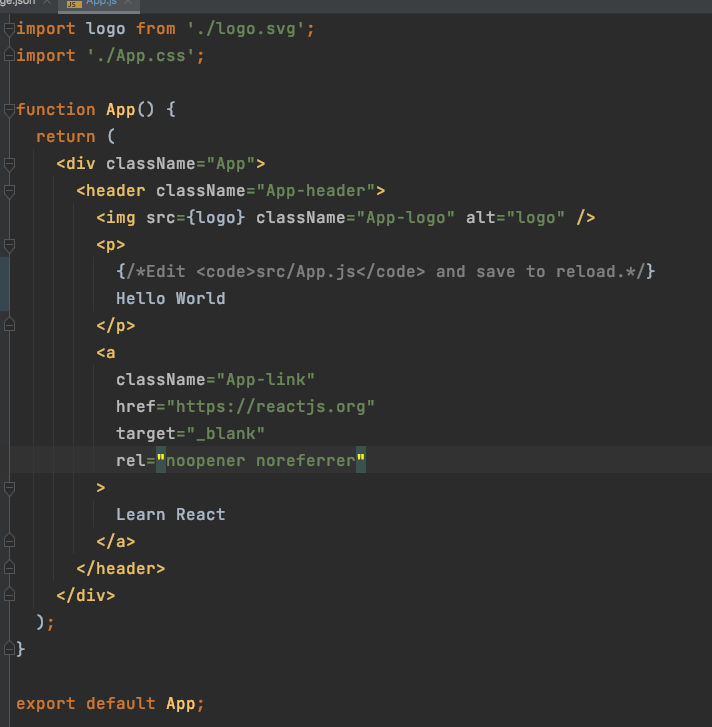 ge.json App.js
import logo from './logo.svg';
import './App.css';
function App() {
  return (
    <div className="App">
      <header className="App-header">
        <img src={logo} className="App-logo" alt="logo" />
        <p>
          {/*Edit <code>src/App.js</code> and save to reload.*/}
          Hello World
        </p>
        <a
          className="App-link"
          href="https://reactjs.org"
          target="_blank"
          rel="noopener noreferrer"
        >
          Learn React
        </a>
      </header>
    </div>
  );
}
export default App;